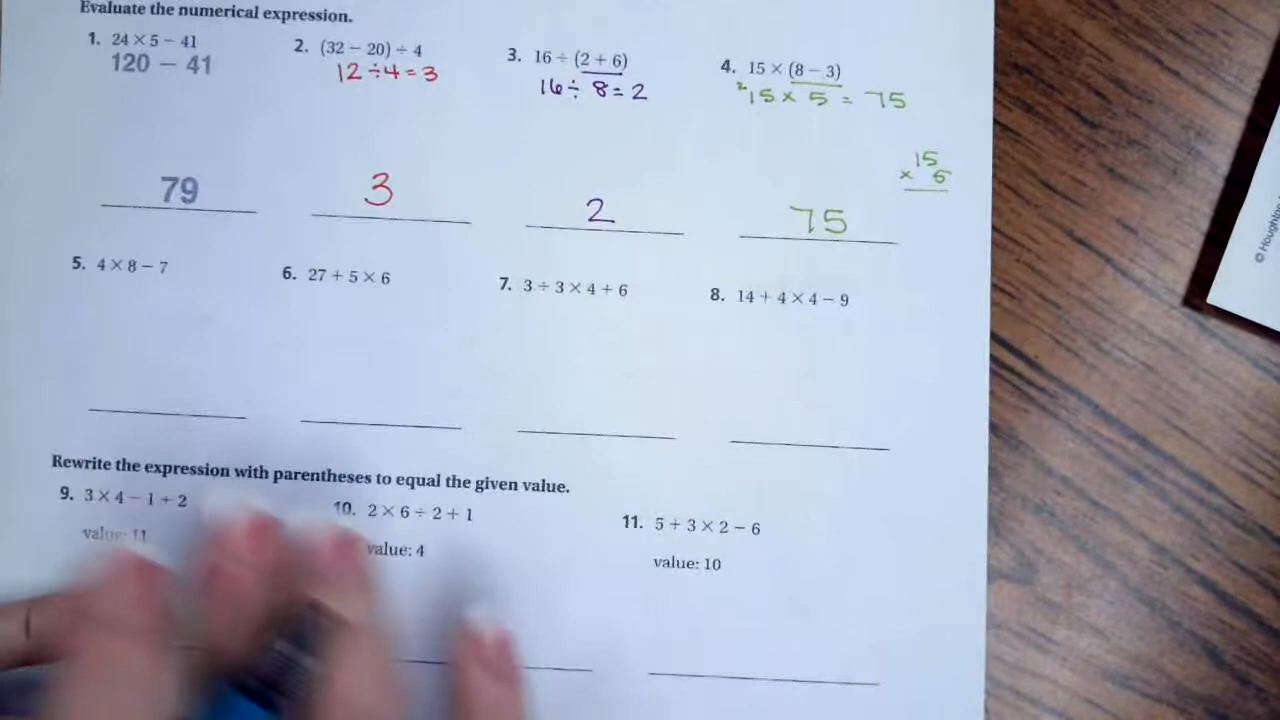 Evaluate the numerical expression.
1. 24 × 5 − 41
120 − 41
79
2. (32 − 20) ÷ 4
12 ÷ 4 = 3
3
3. 16 ÷ (2 + 6)
16 ÷ 8 = 2
2
4. 15 × (8 − 3)
2
15 × 5 = 75
15
× 5
75
5. 4 × 8 − 7
6. 27 + 5 × 6
7. 3 ÷ 3 × 4 + 6
8. 14 + 4 × 4 − 9
Rewrite the expression with parentheses to equal the given value.
9. 3 × 4 − 1 + 2
value: 11
10. 2 × 6 ÷ 2 + 1
value: 4
11. 5 + 3 × 2 − 6
value: 10